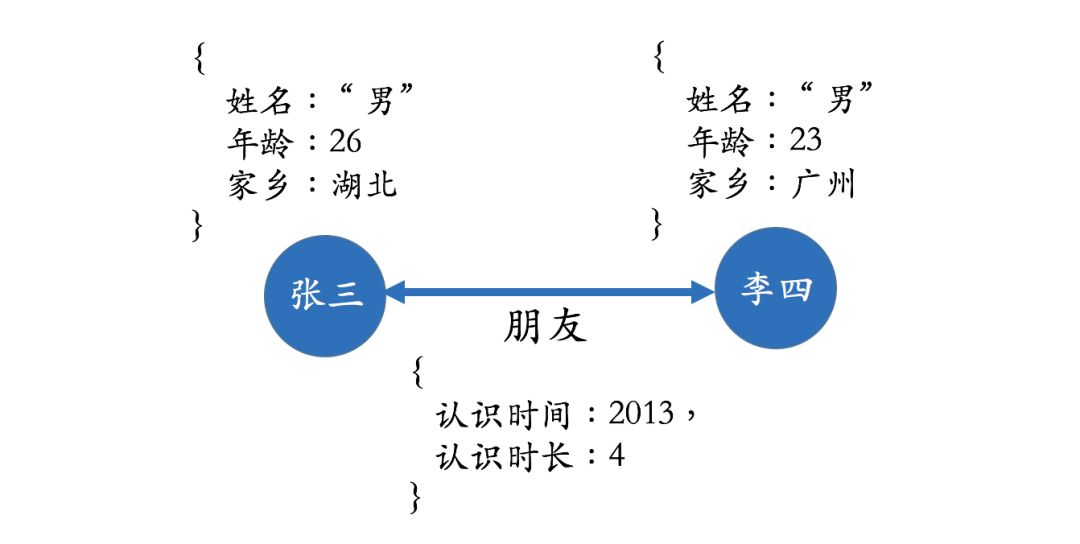 {
姓名：“男”
年龄：26
家乡：湖北
}
{
姓名：“男”
年龄：23
家乡：广州
}
张三
李四
朋友
{
认识时间：2013，
认识时长：4
}